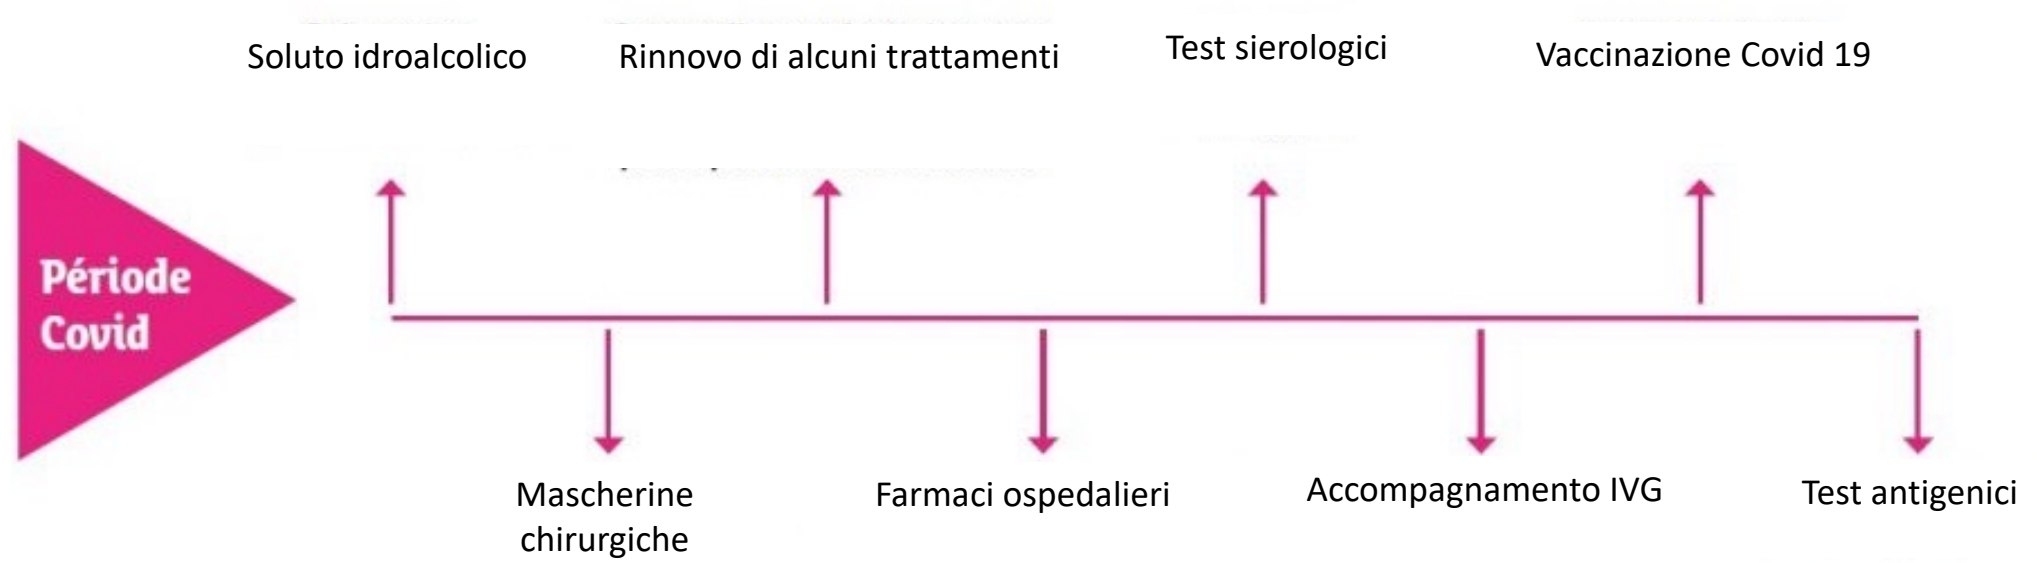 Soluto idroalcolico
Rinnovo di alcuni trattamenti
Test sierologici
Vaccinazione Covid 19
Période
Covid
Mascherine
chirurgiche
Farmaci ospedalieri
Accompagnamento IVG
Test antigenici